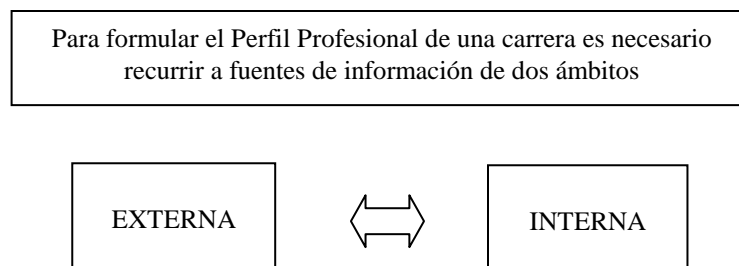 Para formular el Perfil Profesional de una carrera es necesario
recurrir a fuentes de información de dos ámbitos
EXTERNA
INTERNA